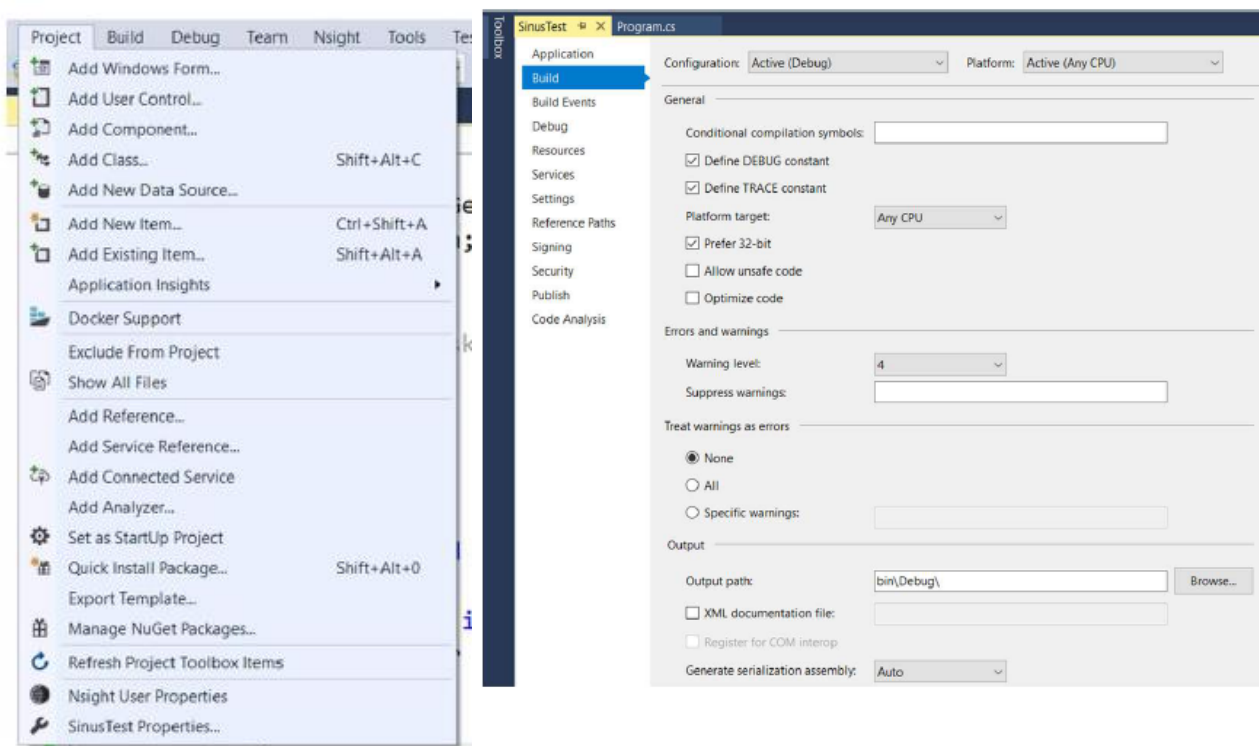 Project Build Debug Team Nsight Tools Tes
Add Windows Form...
Add User Control...
Add Component...
Add Class... Shift+Alt+C
Add New Data Source...
Add New Item... Ctrl+Shift+A
Add Existing Item... Shift+Alt+A
Application Insights
Docker Support
Exclude From Project
Show All Files
Add Reference...
Add Service Reference...
Add Connected Service
Add Analyzer...
Set as StartUp Project
Quick Install Package... Shift+Alt+0
Export Template...
Manage NuGet Packages...
Refresh Project Toolbox Items
Nsight User Properties
SinusTest Properties...
Toolbox
SinusTest Program.cs
Application
Build
Build Events
Debug
Resources
Services
Settings
Reference Paths
Signing
Security
Publish
Code Analysis
Configuration: Active (Debug) Platform: Active (Any CPU)
General
Conditional compilation symbols:
Define DEBUG constant
Define TRACE constant
Platform target: Any CPU
Prefer 32-bit
Allow unsafe code
Optimize code
Errors and warnings
Warning level: 4
Suppress warnings:
Treat warnings as errors
None
All
Specific warnings:
Output
Output path: bin\Debug\ Browse...
XML documentation file:
Register for COM interop
Generate serialization assembly: Auto